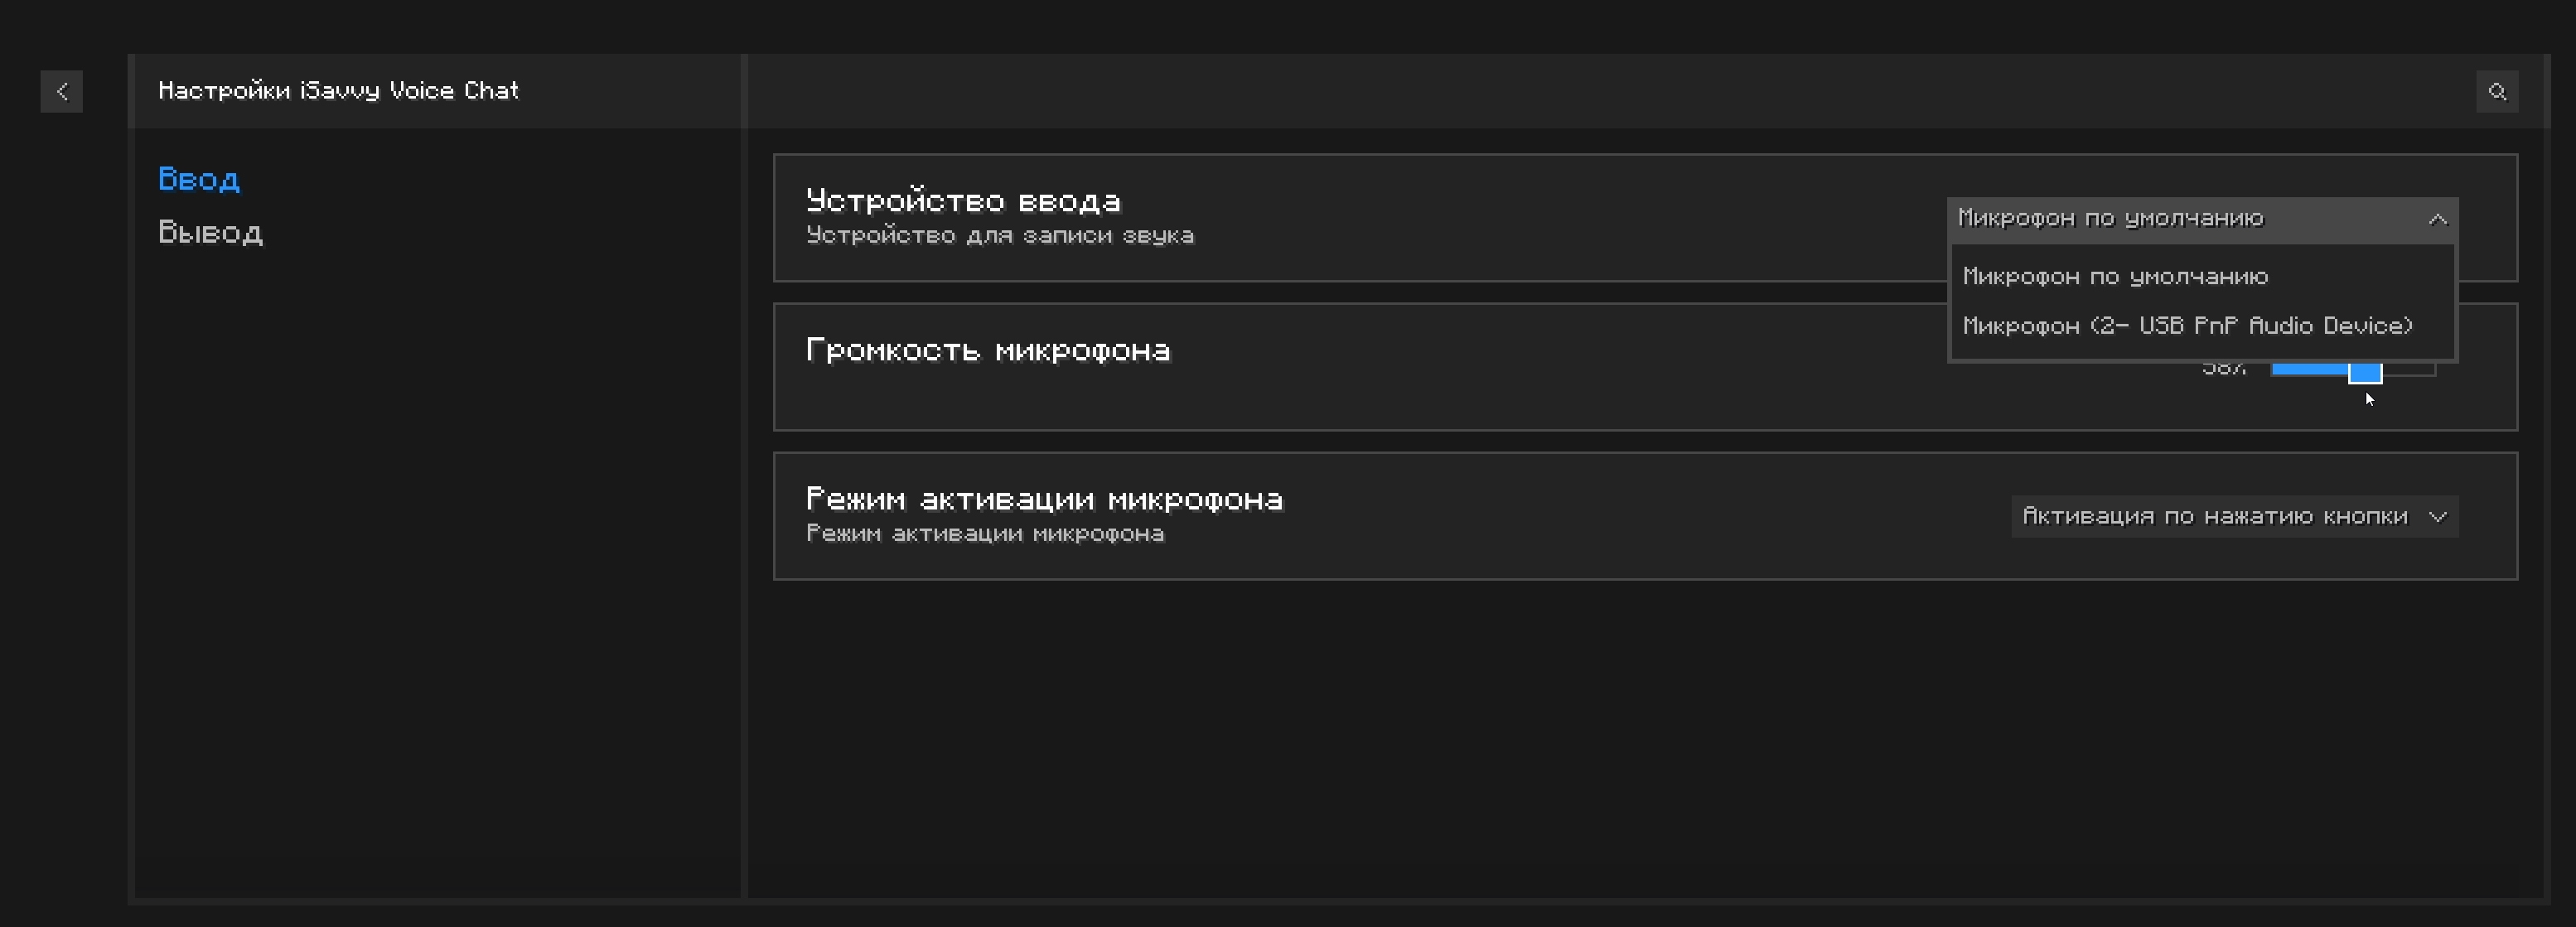 Настройки iSavvy Voice Chat
Ввод
Вывод
Устройство ввода
Устройство для записи звука
Микрофон по умолчанию
Микрофон по умолчанию
Микрофон (2- USB PnP Audio Device)
Громкость микрофона
58%
Режим активации микрофона
Режим активации микрофона
Активация по нажатию кнопки